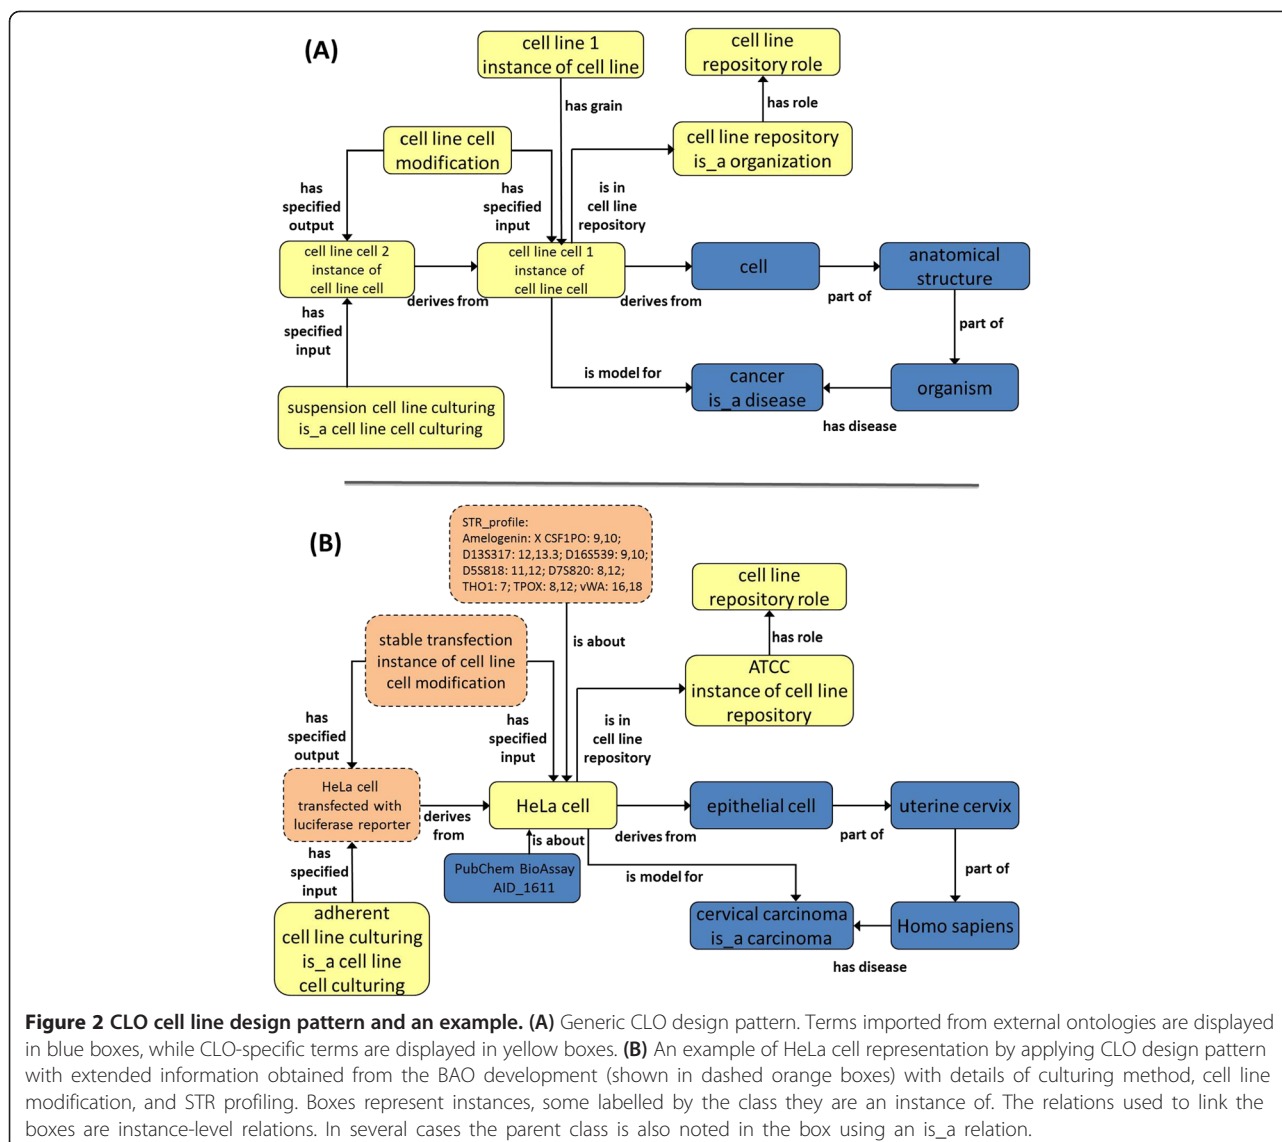 (A)
cell line 1
instance of cell line
cell line
repository role
has grain
has role
cell line cell
modification
cell line repository
is_a organization
has
specified
output
has
specified
input
is in
cell line
repository
cell line cell 2
instance of
cell line cell
derives from
cell line cell 1
instance of
cell line cell
derives from
cell
part of
anatomical
structure
has
specified
input
part of
is model for
cancer
is_a disease
organism
has disease
suspension cell line culturing
is_a cell line cell culturing
(B)
STR_profile:
Amelogenin: X CSF1PO: 9,10;
D13S317: 12,13.3; D16S539: 9,10;
D5S818: 11,12; D7S820: 8,12;
THO1: 7; TPOX: 8,12; vWA: 16,18
cell line
repository role
is about
has role
stable transfection
instance of cell line
cell modification
ATCC
instance of cell line
repository
has
specified
output
has
specified
input
is in
cell line
repository
HeLa cell
transfected with
luciferase reporter
derives
from
HeLa cell
derives from
epithelial cell
part of
uterine cervix
is about
has
specified
input
PubChem BioAssay
AID_1611
is model for
part of
adherent
cell line culturing
is_a cell line
cell culturing
cervical carcinoma
is_a carcinoma
Homo sapiens
has disease
Figure 2 CLO cell line design pattern and an example. (A) Generic CLO design pattern. Terms imported from external ontologies are displayed
in blue boxes, while CLO-specific terms are displayed in yellow boxes. (B) An example of HeLa cell representation by applying CLO design pattern
with extended information obtained from the BAO development (shown in dashed orange boxes) with details of culturing method, cell line
modification, and STR profiling. Boxes represent instances, some labelled by the class they are an instance of. The relations used to link the
boxes are instance-level relations. In several cases the parent class is also noted in the box using an is_a relation.